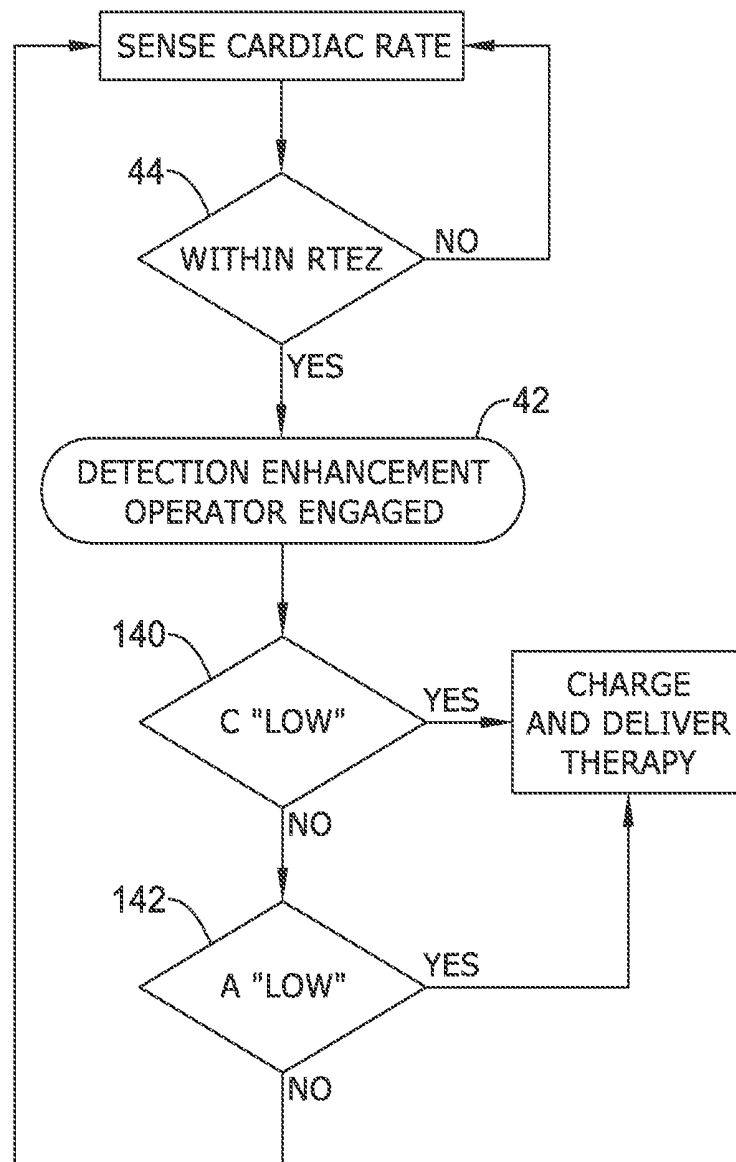 SENSE CARDIAC RATE
44
WITHIN RTEZ
NO
YES
42
DETECTION ENHANCEMENT
OPERATOR ENGAGED
140
C "LOW"
YES
CHARGE
AND DELIVER
THERAPY
NO
142
A "LOW"
YES
NO